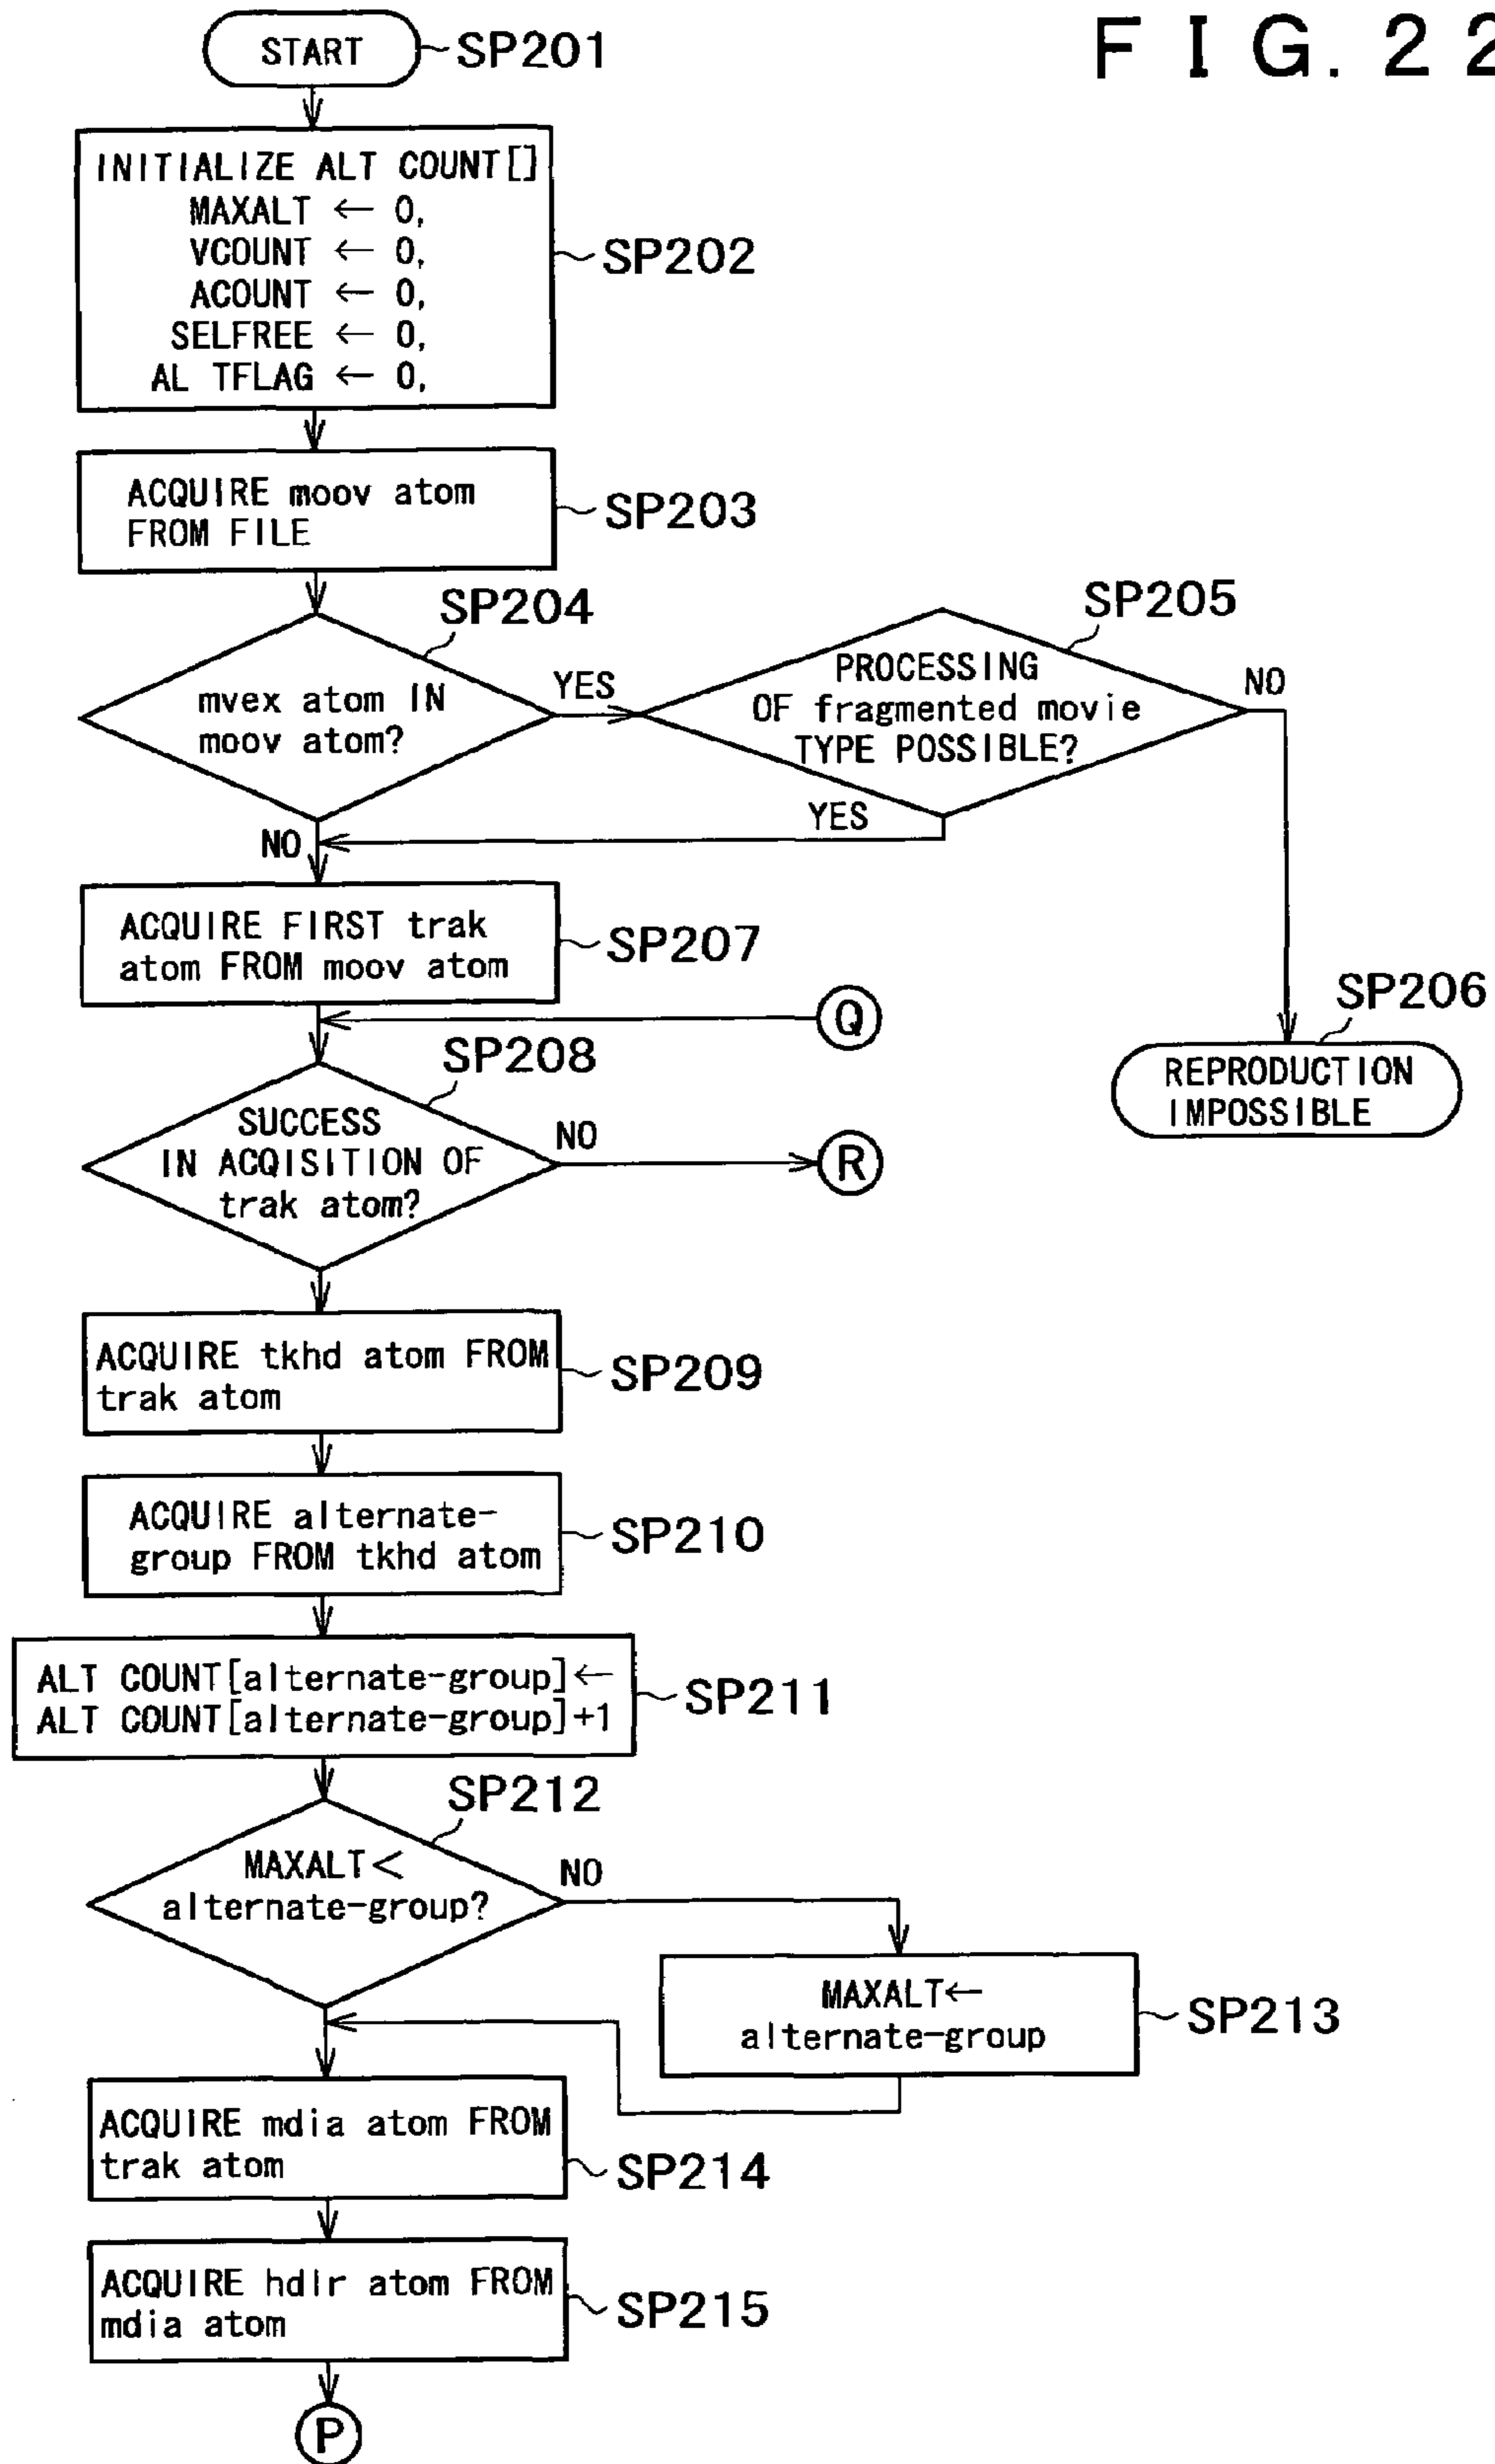 FIG. 22
START
SP201
INITIALIZE ALT COUNT[]
MAXALT ← 0,
VCOUNT ← 0,
ACOUNT ← 0,
SELFREE ← 0,
AL TFLAG ← 0,
SP202
ACQUIRE moov atom
FROM FILE
SP203
SP204
mvex atom IN
moov atom?
YES
NO
SP205
PROCESSING
OF fragmented movie
TYPE POSSIBLE?
NO
YES
SP206
REPRODUCTION
IMPOSSIBLE
ACQUIRE FIRST trak
atom FROM moov atom
SP207
Q
SP208
SUCCESS
IN ACQISITION OF
trak atom?
NO
R
ACQUIRE tkhd atom FROM
trak atom
SP209
ACQUIRE alternate-
group FROM tkhd atom
SP210
ALT COUNT[alternate-group]←
ALT COUNT[alternate-group]+1
SP211
SP212
MAXALT<
alternate-group?
NO
MAXALT←
alternate-group
SP213
ACQUIRE mdia atom FROM
trak atom
SP214
ACQUIRE hdlr atom FROM
mdia atom
SP215
P